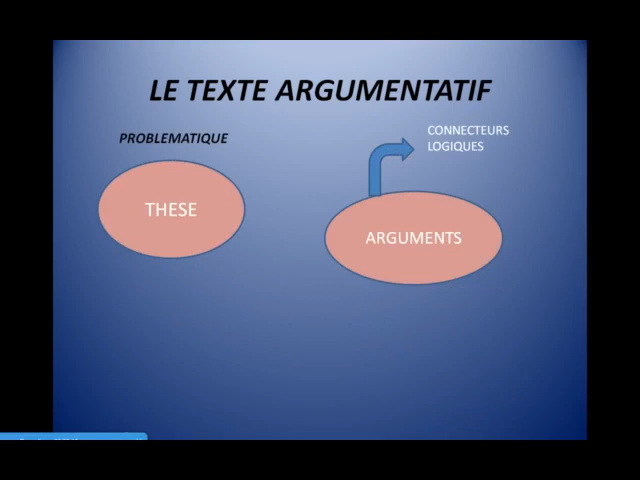 LE TEXTE ARGUMENTATIF
PROBLEMATIQUE
CONNECTEURS
LOGIQUES
THESE
ARGUMENTS